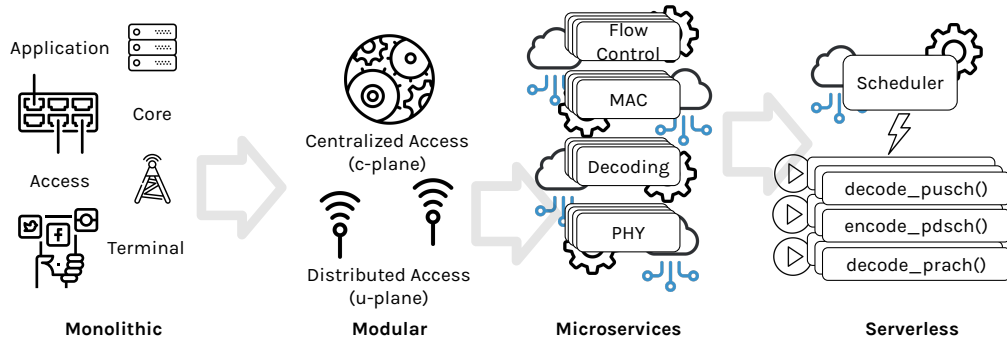 Application
Core
Access
Terminal
Monolithic
Centralized Access
(c-plane)
Distributed Access
(u-plane)
Modular
Flow
Control
MAC
Decoding
PHY
Microservices
Scheduler
decode_pusch()
encode_pdsch()
decode_prach()
Serverless